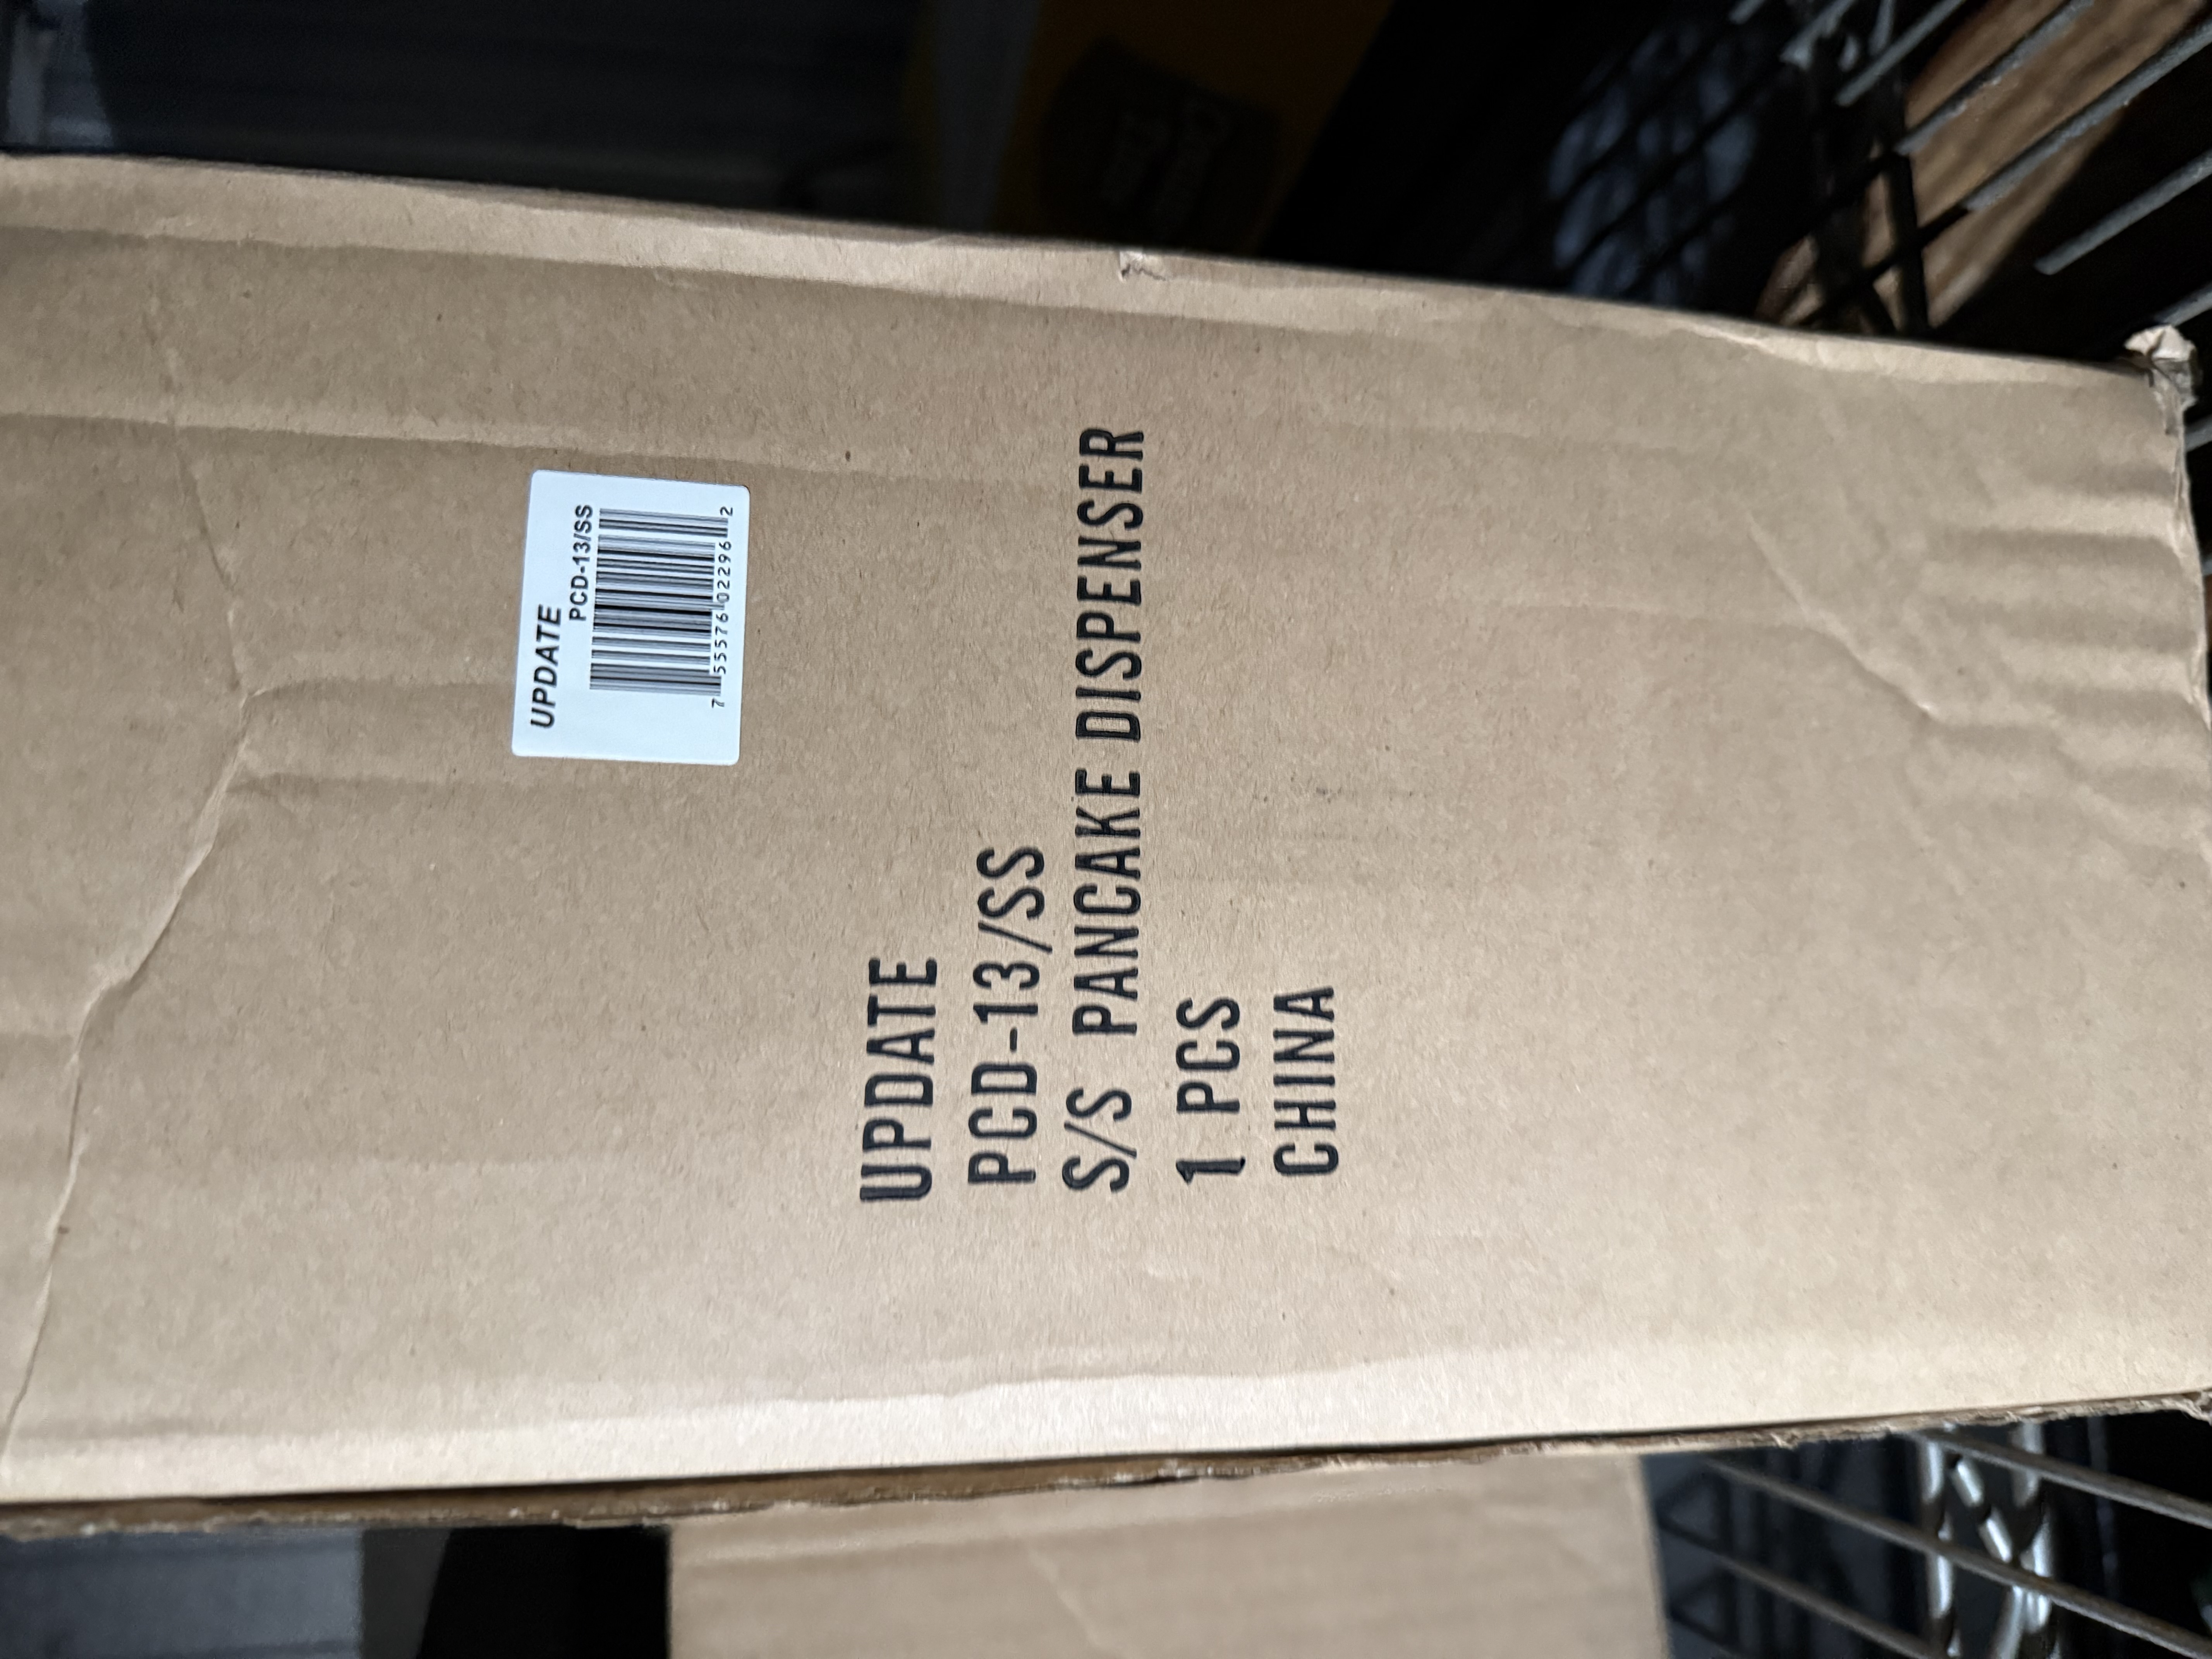 UPDATE
PCD-13/SS
7 55576 02296 2
UPDATE
PCD-13/SS
S/S PANCAKE DISPENSER
1 PCS
CHINA